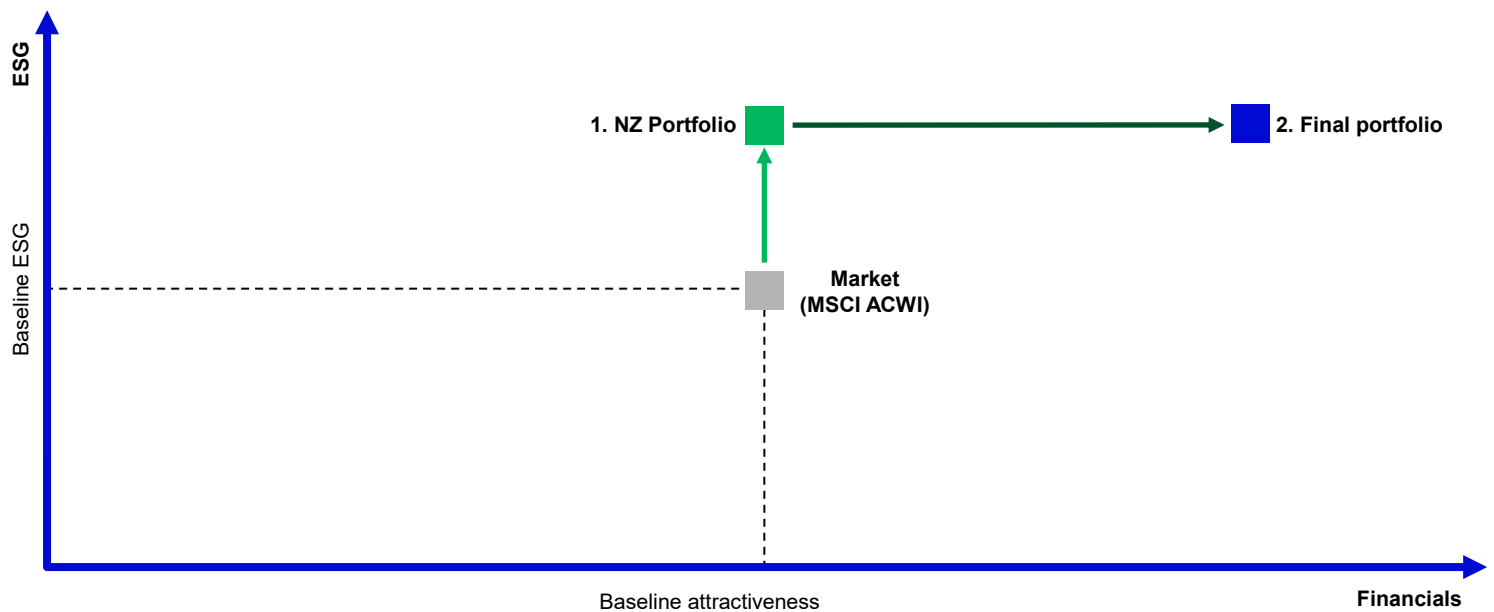 ESG
1. NZ Portfolio
2. Final portfolio
Baseline ESG
Market
(MSCI ACWI)
Baseline attractiveness
Financials